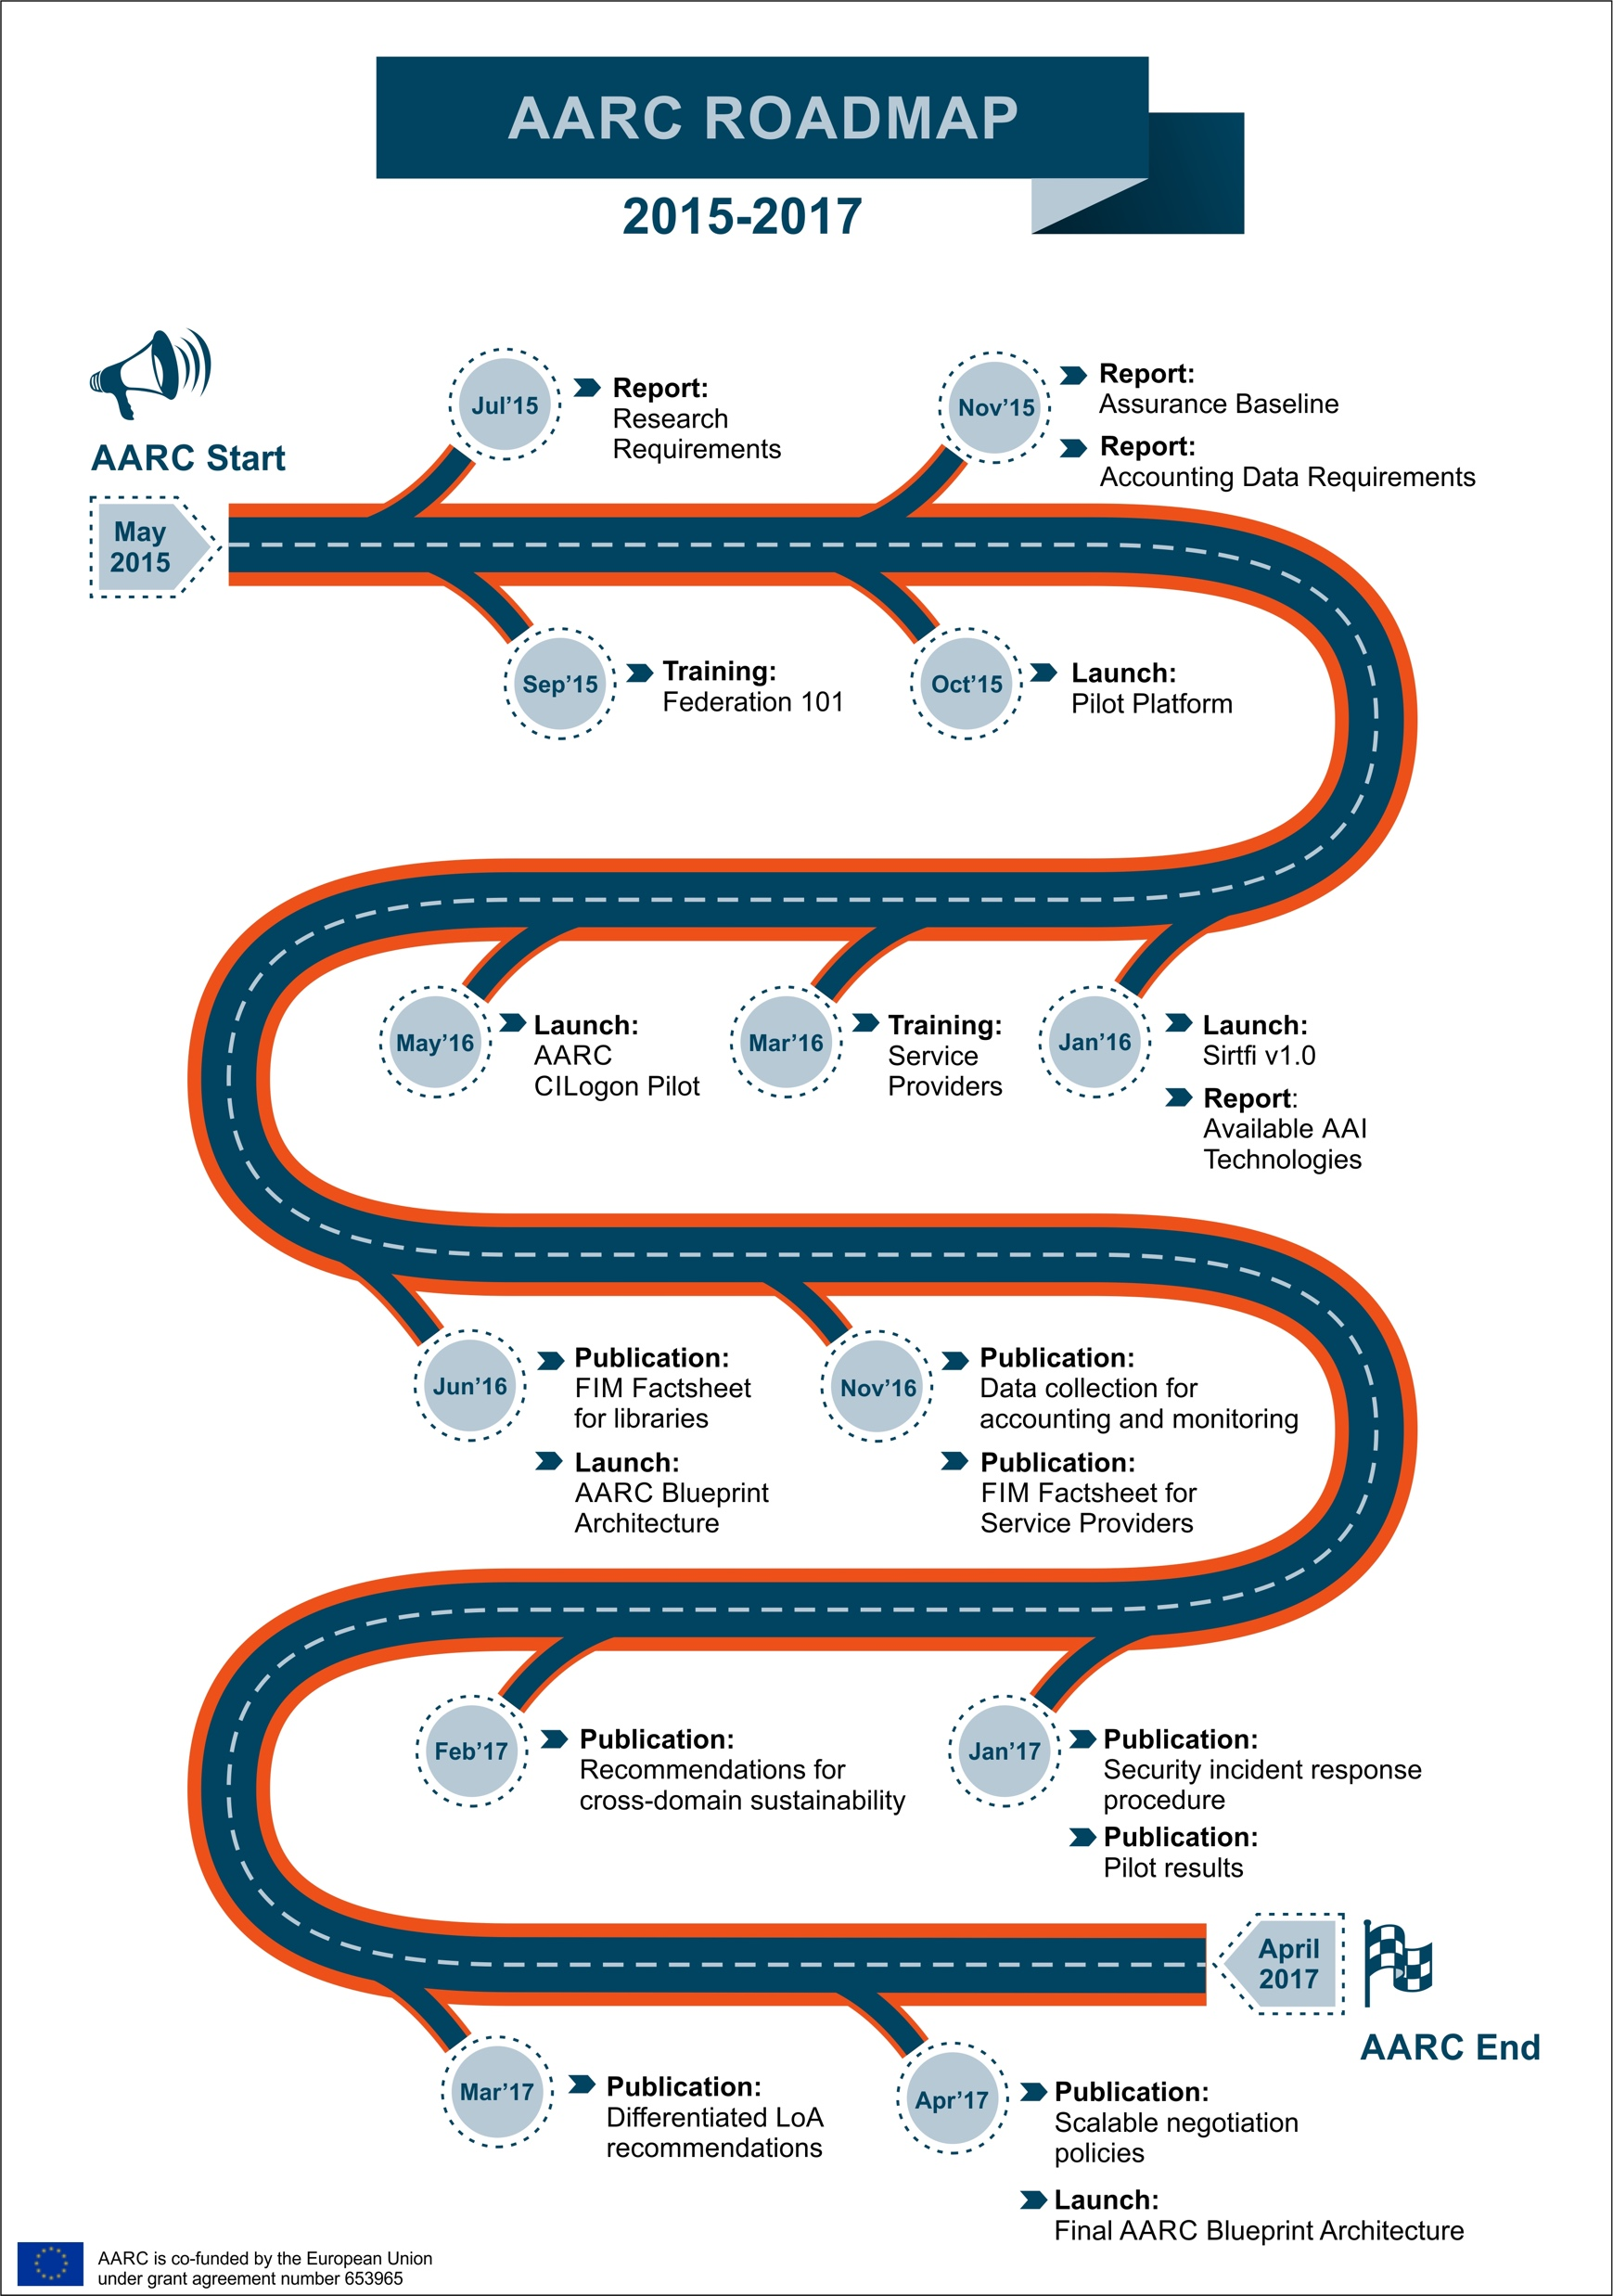 AARC ROADMAP
2015-2017
AARC Start
May
2015
Jul’15
Report:
Research
Requirements
Nov’15
Report:
Assurance Baseline
Report:
Accounting Data Requirements
Sep’15
Training:
Federation 101
Oct’15
Launch:
Pilot Platform
May’16
Launch:
AARC
CILogon Pilot
Mar’16
Training:
Service
Providers
Jan’16
Launch:
Sirtfi v1.0
Report:
Available AAI
Technologies
Jun’16
Publication:
FIM Factsheet
for libraries
Launch:
AARC Blueprint
Architecture
Nov’16
Publication:
Data collection for
accounting and monitoring
Publication:
FIM Factsheet for
Service Providers
Feb’17
Publication:
Recommendations for
cross-domain sustainability
Jan’17
Publication:
Security incident response
procedure
Publication:
Pilot results
April
2017
AARC End
Mar’17
Publication:
Differentiated LoA
recommendations
Apr’17
Publication:
Scalable negotiation
policies
Launch:
Final AARC Blueprint Architecture
AARC is co-funded by the European Union
under grant agreement number 653965